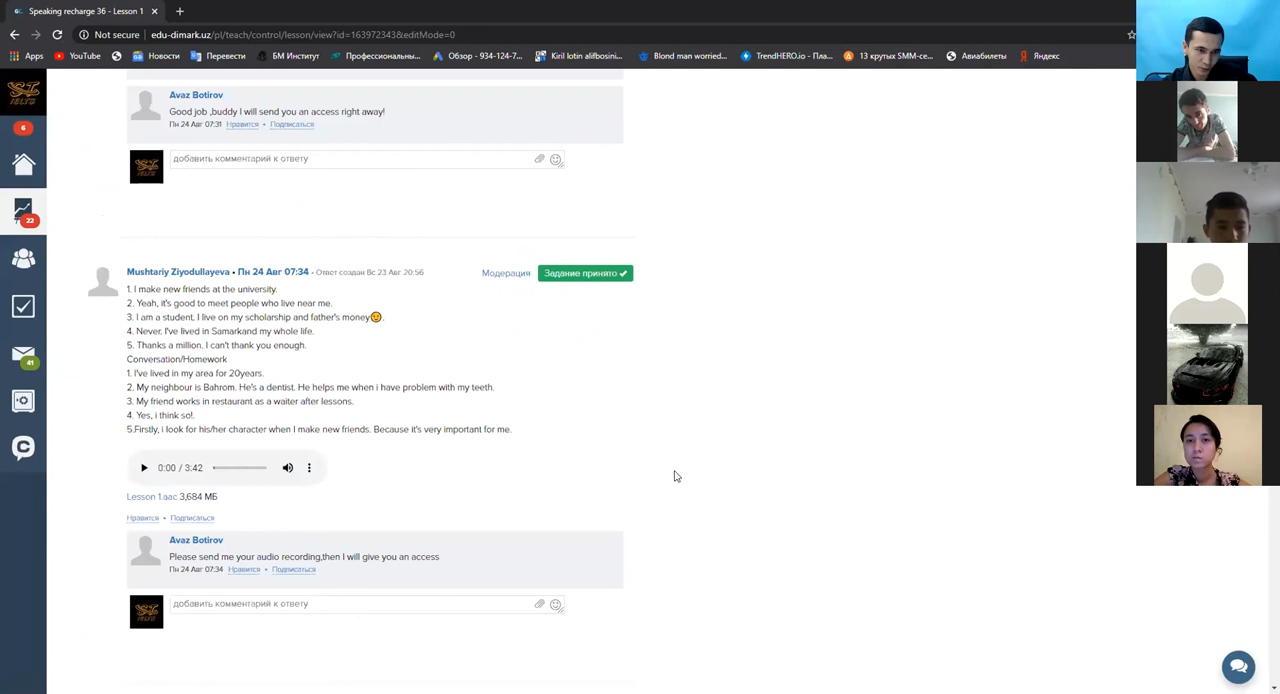 Speaking recharge 36 - Lesson 1
Not secure | edu-dimark.uz/pl/teach/control/lesson/view?id=163972343&editMode=0
Apps YouTube Новости Перевести БМ Институт Профессиональны... Обзор - 934-124-7... Kiril lotin alifbosini... Blond man worried... TrendHERO.io - Пла... 13 крутых SMM-се... Авиабилеты Яндекс
6
22
41
Avaz Botirov
Good job ,buddy I will send you an access right away!
Пн 24 Авг 07:31 Нравится • Подписаться
добавить комментарий к ответу
Mushtariy Ziyodullayeva • Пн 24 Авг 07:34 - Ответ создан Вс 23 Авг 20:56 Модерация Задание принято
1. I make new friends at the university.
2. Yeah, it's good to meet people who live near me.
3. I am a student. I live on my scholarship and father's money😉.
4. Never. I've lived in Samarkand my whole life.
5. Thanks a million. I can't thank you enough.
Conversation/Homework
1. I've lived in my area for 20years.
2. My neighbour is Bahrom. He's a dentist. He helps me when i have problem with my teeth.
3. My friend works in restaurant as a waiter after lessons.
4. Yes, i think so!.
5.Firstly, i look for his/her character when I make new friends. Because it's very important for me.
0:00 / 3:42
Lesson 1.aac 3,684 МБ
Нравится • Подписаться
Avaz Botirov
Please send me your audio recording,then I will give you an access
Пн 24 Авг 07:34 Нравится • Подписаться
добавить комментарий к ответу